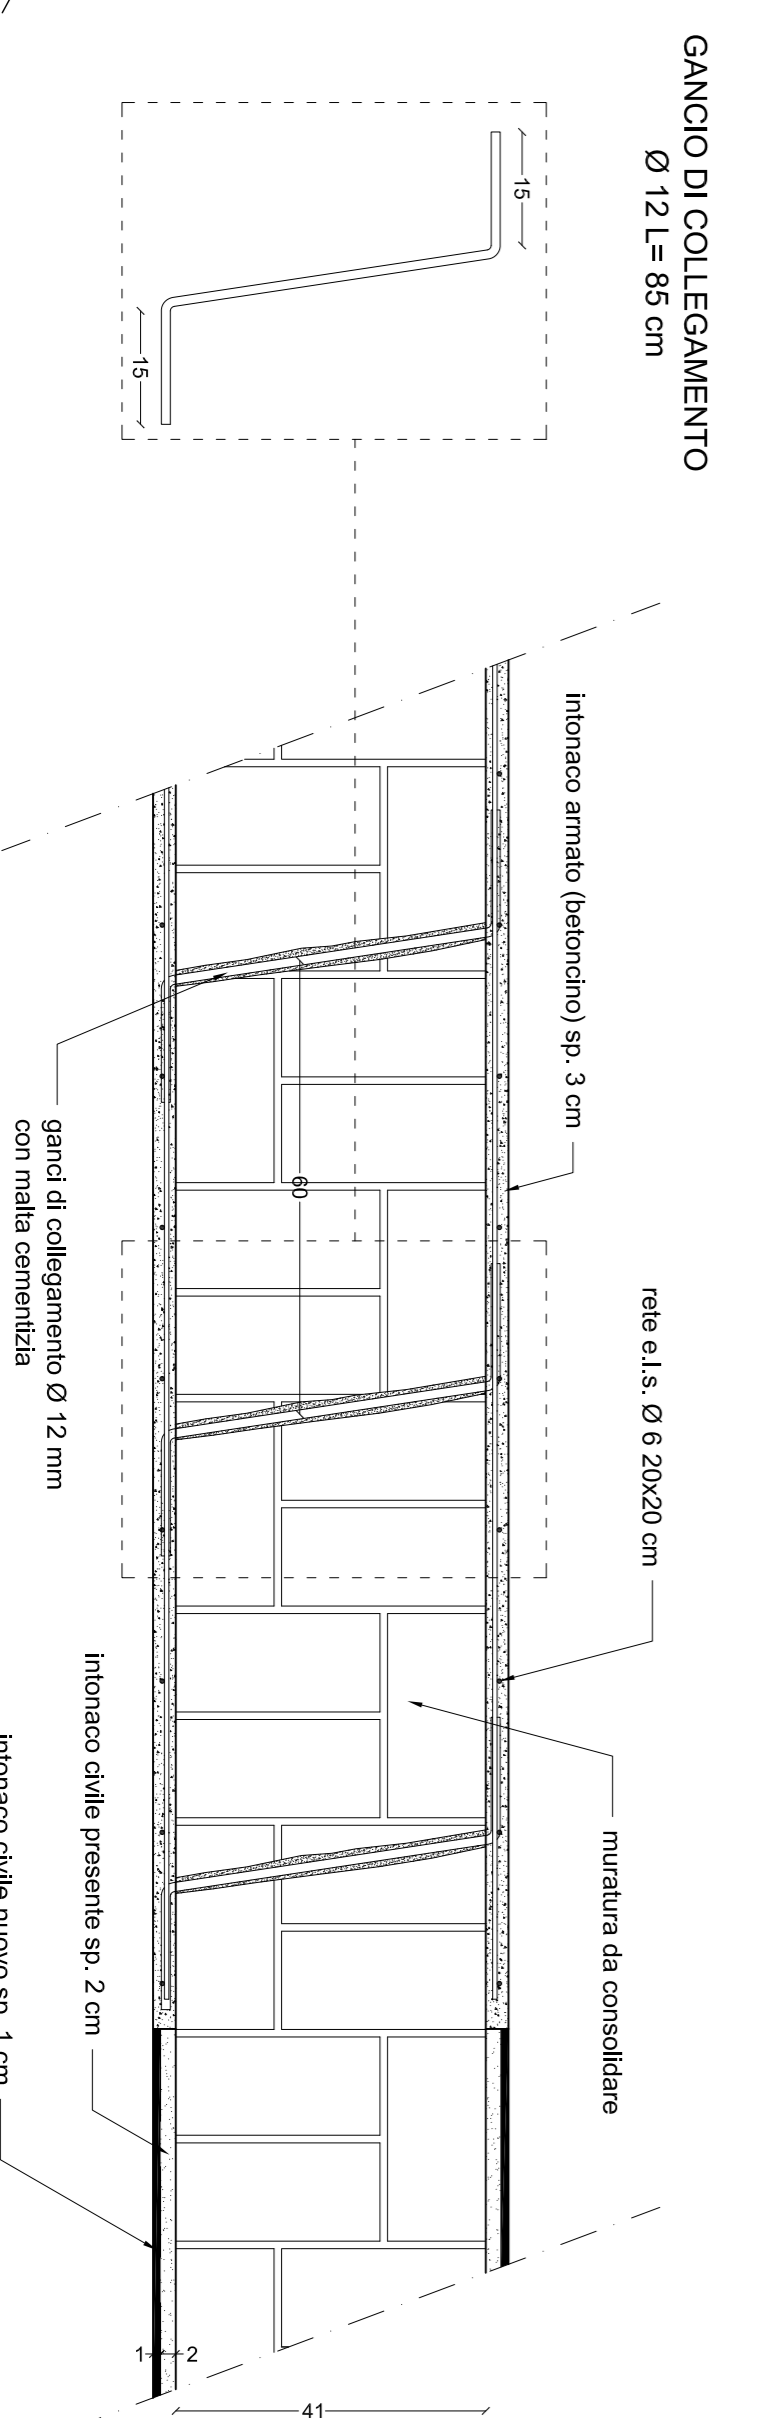 GANCIO DI COLLEGAMENTO
Ø 12 L= 85 cm
15
15
intonaco armato (betoncino) sp. 3 cm
rete e.l.s. Ø 6 20x20 cm
muratura da consolidare
60
ganci di collegamento Ø 12 mm
con malta cementizia
intonaco civile presente sp. 2 cm
intonaco civile nuovo sp. 1 cm
1
2
41